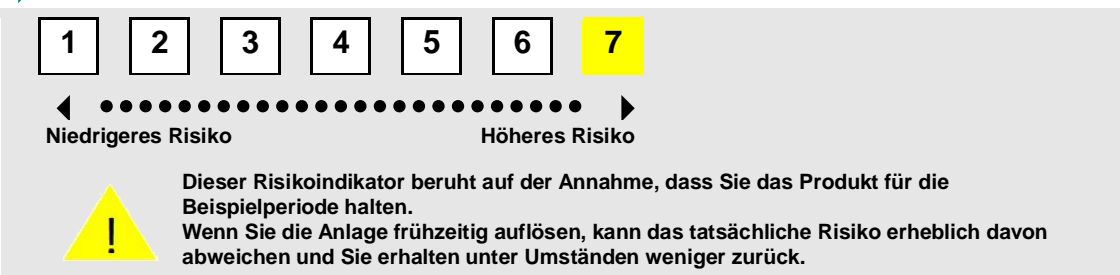 1 2 3 4 5 6 7
Niedrigeres Risiko Höheres Risiko
Dieser Risikoindikator beruht auf der Annahme, dass Sie das Produkt für die
Beispielperiode halten.
Wenn Sie die Anlage frühzeitig auflösen, kann das tatsächliche Risiko erheblich davon
abweichen und Sie erhalten unter Umständen weniger zurück.
!